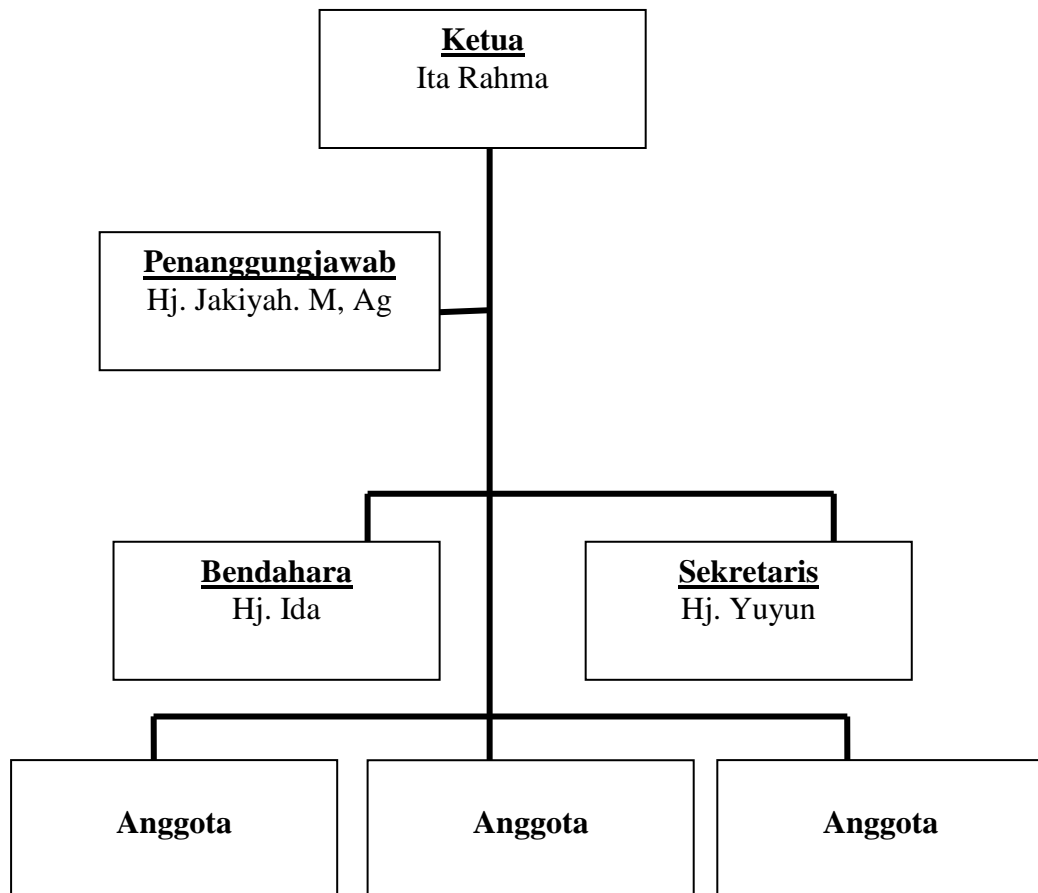 Ketua
Ita Rahma
Penanggungjawab
Hj. Jakiyah. M, Ag
Bendahara
Hj. Ida
Sekretaris
Hj. Yuyun
Anggota
Anggota
Anggota